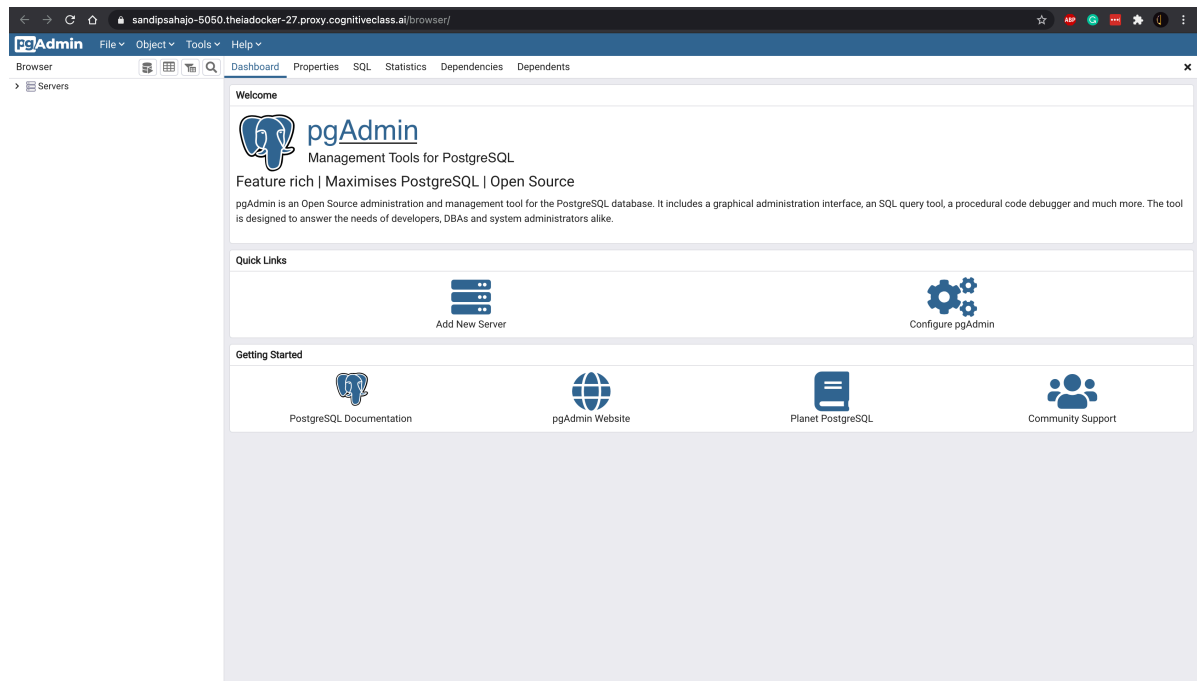 sandipsahajo-5050.theiadocker-27.proxy.cognitiveclass.ai/browser/
ABP
G
pgAdmin File Object Tools Help
Browser
Dashboard Properties SQL Statistics Dependencies Dependents
Servers
Welcome
pgAdmin
Management Tools for PostgreSQL
Feature rich | Maximises PostgreSQL | Open Source
pgAdmin is an Open Source administration and management tool for the PostgreSQL database. It includes a graphical administration interface, an SQL query tool, a procedural code debugger and much more. The tool
is designed to answer the needs of developers, DBAs and system administrators alike.
Quick Links
Add New Server
Configure pgAdmin
Getting Started
PostgreSQL Documentation
pgAdmin Website
Planet PostgreSQL
Community Support